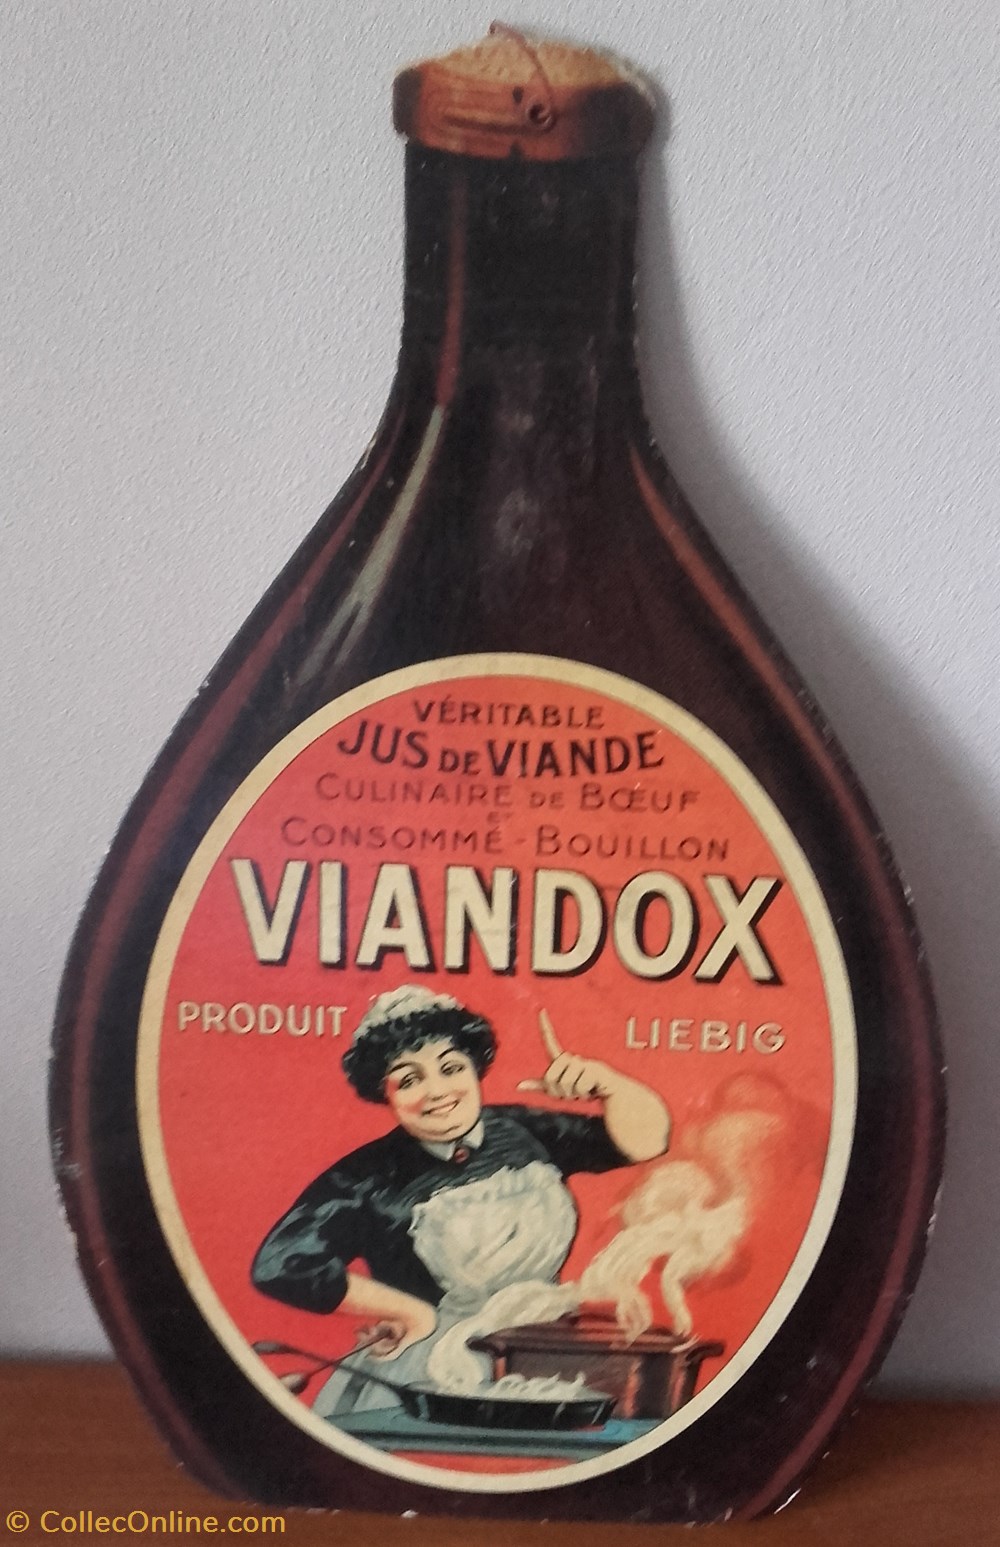 VÉRITABLE
JUS DE VIANDE
CULINAIRE DE BŒUF
ET
CONSOMMÉ - BOUILLON
VIANDOX
PRODUIT LIEBIG
© CollecOnline.com